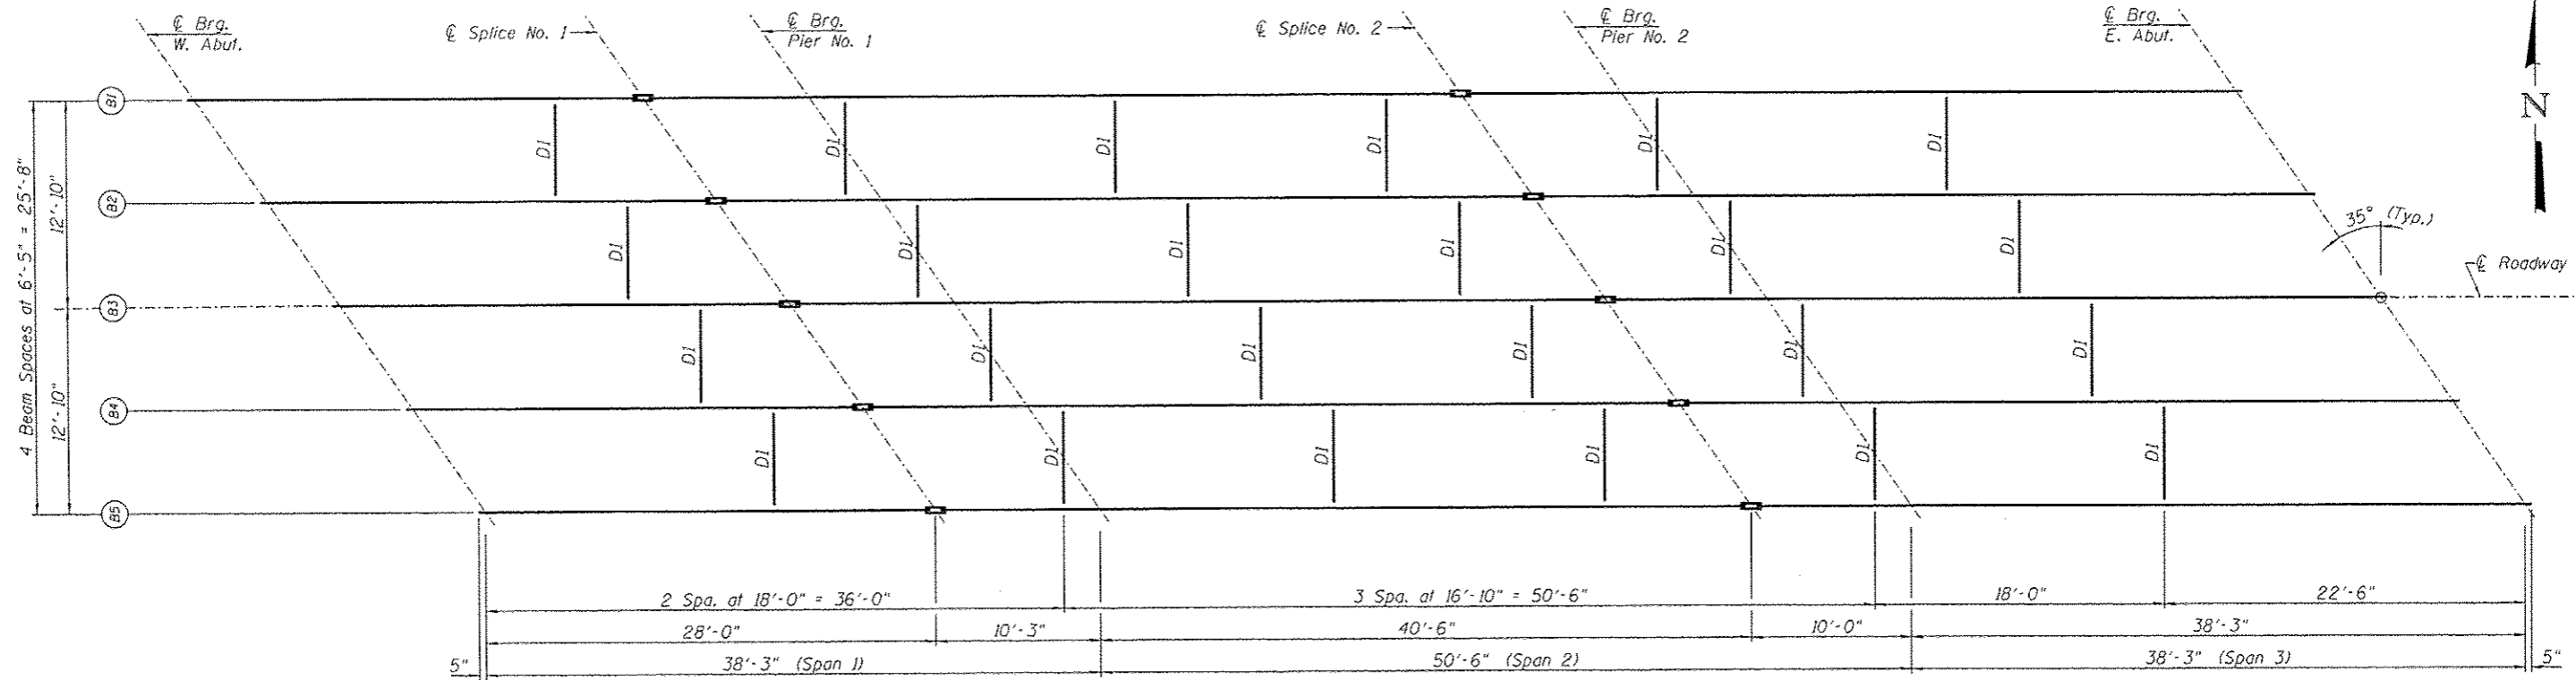 ℄ Brg.
W. Abut.
℄ Splice No. 1
℄ Brg.
Pier No. 1
℄ Splice No. 2
℄ Brg.
Pier No. 2
℄ Brg.
E. Abut.
N
B1
D1 D1 D1 D1 D1 D1
B2
D1 D1 D1 D1 D1 D1
35° (Typ.)
℄ Roadway
B3
D1 D1 D1 D1 D1 D1
B4
D1 D1 D1 D1 D1 D1
B5
4 Beam Spaces at 6'-5" = 25'-8"
12'-10"
12'-10"
2 Spa. at 18'-0" = 36'-0"
3 Spa. at 16'-10" = 50'-6"
18'-0"
22'-6"
28'-0"
10'-3"
40'-6"
10'-0"
38'-3"
5"
38'-3" (Span 1)
50'-6" (Span 2)
38'-3" (Span 3)
5"